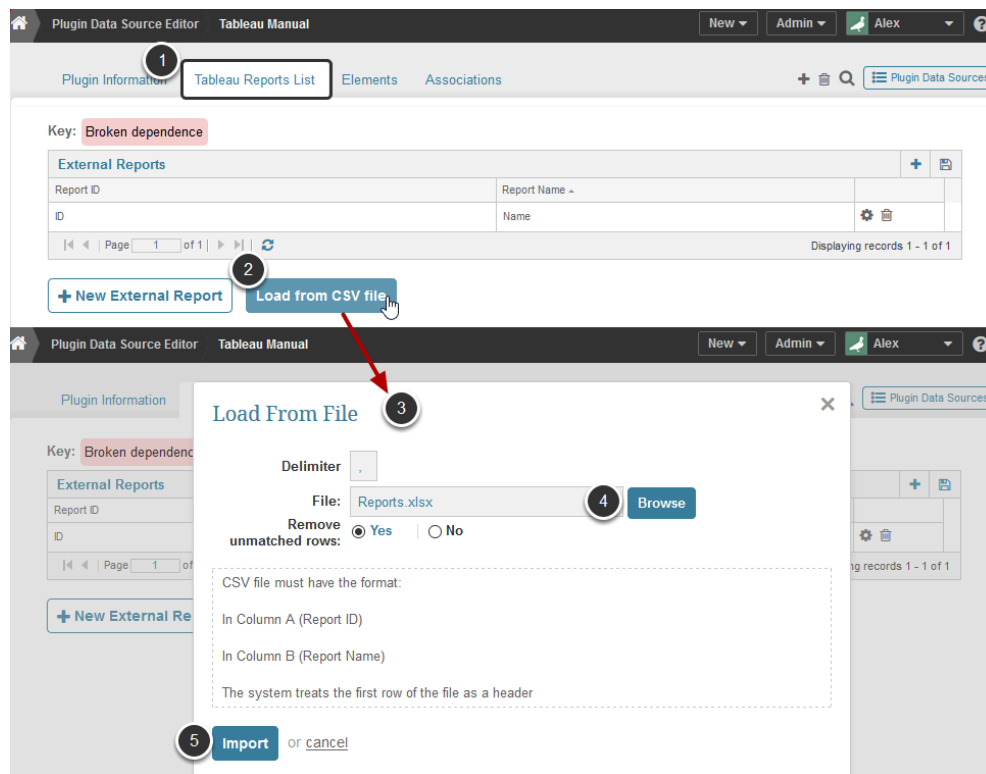 Plugin Data Source Editor Tableau Manual New Admin Alex ?
1
Plugin Information Tableau Reports List Elements Associations Plugin Data Sources
Key: Broken dependence
External Reports
Report ID Report Name
ID Name
Page 1 of 1 Displaying records 1 - 1 of 1
2
+ New External Report Load from CSV file
Plugin Data Source Editor Tableau Manual New Admin Alex ?
Plugin Information Plugin Data Sources
Load From File 3 ×
Key: Broken dependenc
Delimiter ,
External Reports
File: Reports.xlsx 4 Browse
Report ID
Remove
unmatched rows: Yes No
ID
Page 1 of ng records 1 - 1 of 1
CSV file must have the format:
+ New External Re
In Column A (Report ID)
In Column B (Report Name)
The system treats the first row of the file as a header
5 Import or cancel